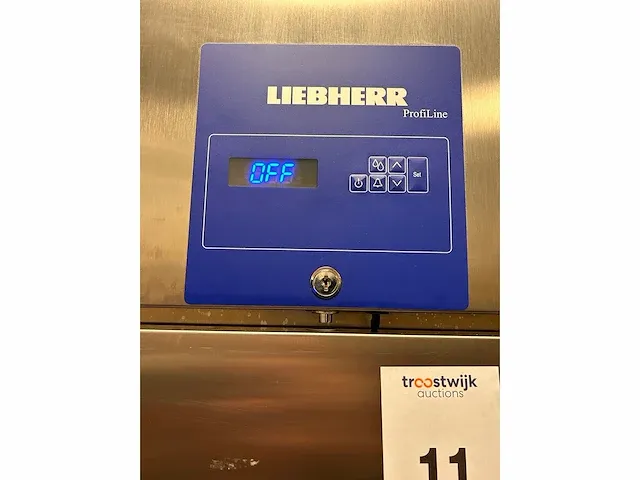 LIEBHERR
ProfiLine
OFF
Set
troostwijk
auctions
11